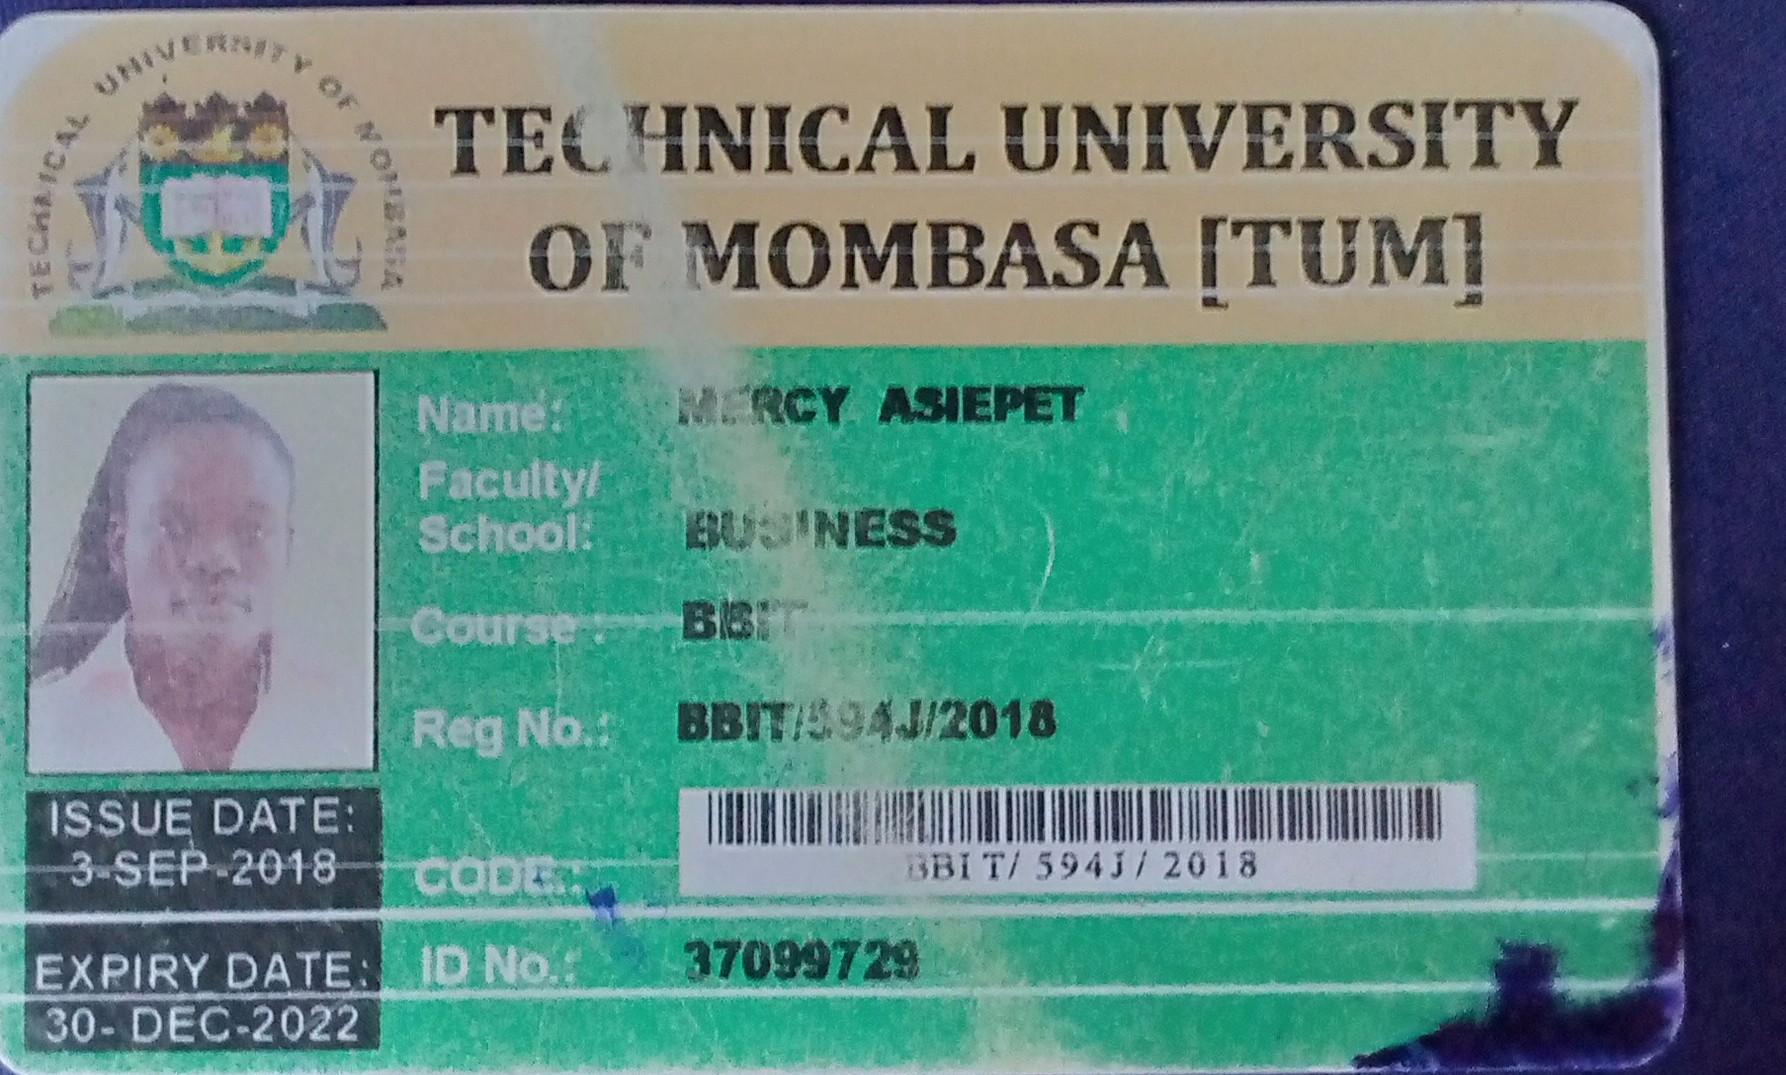 TECHNICAL UNIVERSITY OF MOMBASA
TECHNICAL UNIVERSITY
OF MOMBASA [TUM]
Name: MERCY ASIEPET
Faculty/
School: BUSINESS
Course : BBIT
Reg No.: BBIT/594J/2018
CODE.: BBIT/ 594J/ 2018
ID No.: 37099729
ISSUE DATE:
3-SEP-2018
EXPIRY DATE:
30- DEC-2022